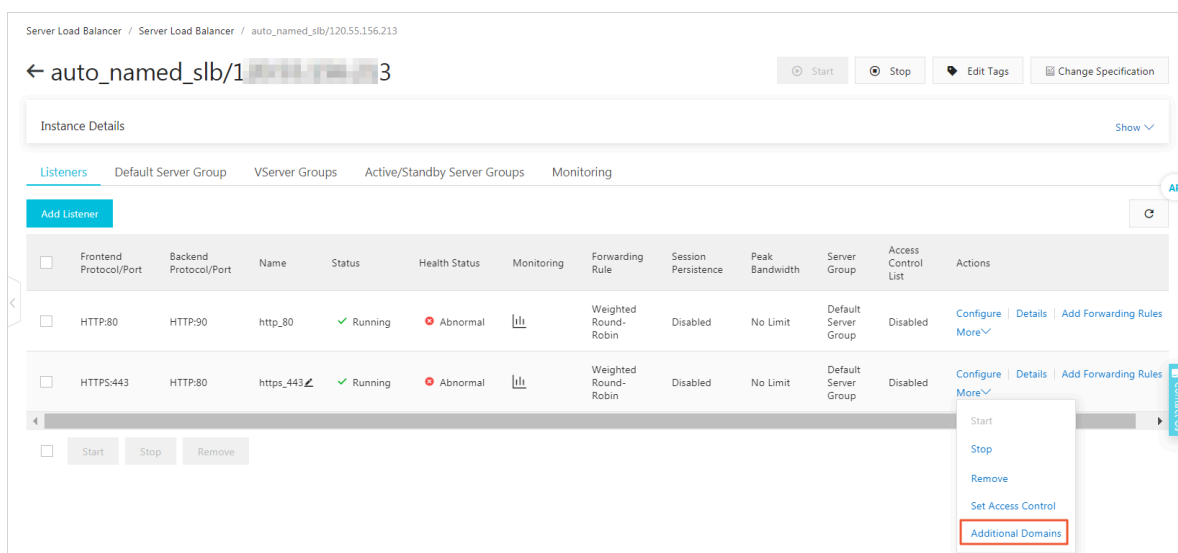 Server Load Balancer / Server Load Balancer / auto_named_slb/120.55.156.213
auto_named_slb/1 3
Start Stop Edit Tags Change Specification
Instance Details
Show
Listeners Default Server Group VServer Groups Active/Standby Server Groups Monitoring
Add Listener
Frontend Protocol/Port
Backend Protocol/Port
Name
Status
Health Status
Monitoring
Forwarding Rule
Session Persistence
Peak Bandwidth
Server Group
Access Control List
Actions
HTTP:80
HTTP:90
http_80
Running
Abnormal
Weighted Round-Robin
Disabled
No Limit
Default Server Group
Disabled
Configure Details Add Forwarding Rules
More
HTTPS:443
HTTP:80
https_443
Running
Abnormal
Weighted Round-Robin
Disabled
No Limit
Default Server Group
Disabled
Configure Details Add Forwarding Rules
More
Start
Stop
Remove
Set Access Control
Additional Domains
Start Stop Remove